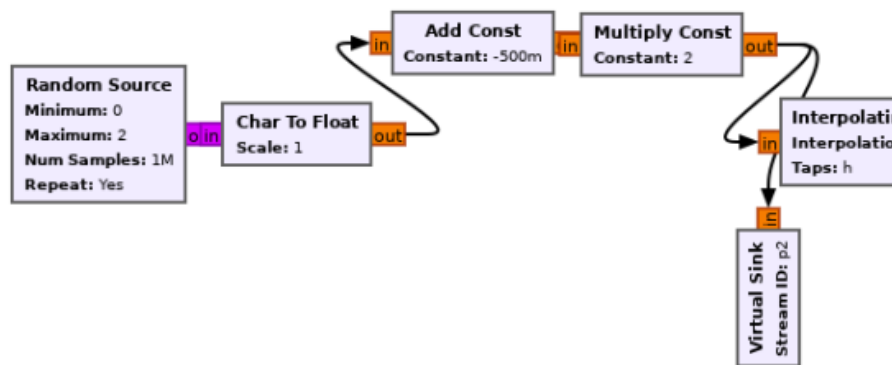 Random Source
Minimum: 0
Maximum: 2
Num Samples: 1M
Repeat: Yes
o
in
Char To Float
Scale: 1
out
in
Add Const
Constant: -500m
in
Multiply Const
Constant: 2
out
in
Interpolati
Interpolatio
Taps: h
in
Virtual Sink
Stream ID: p2